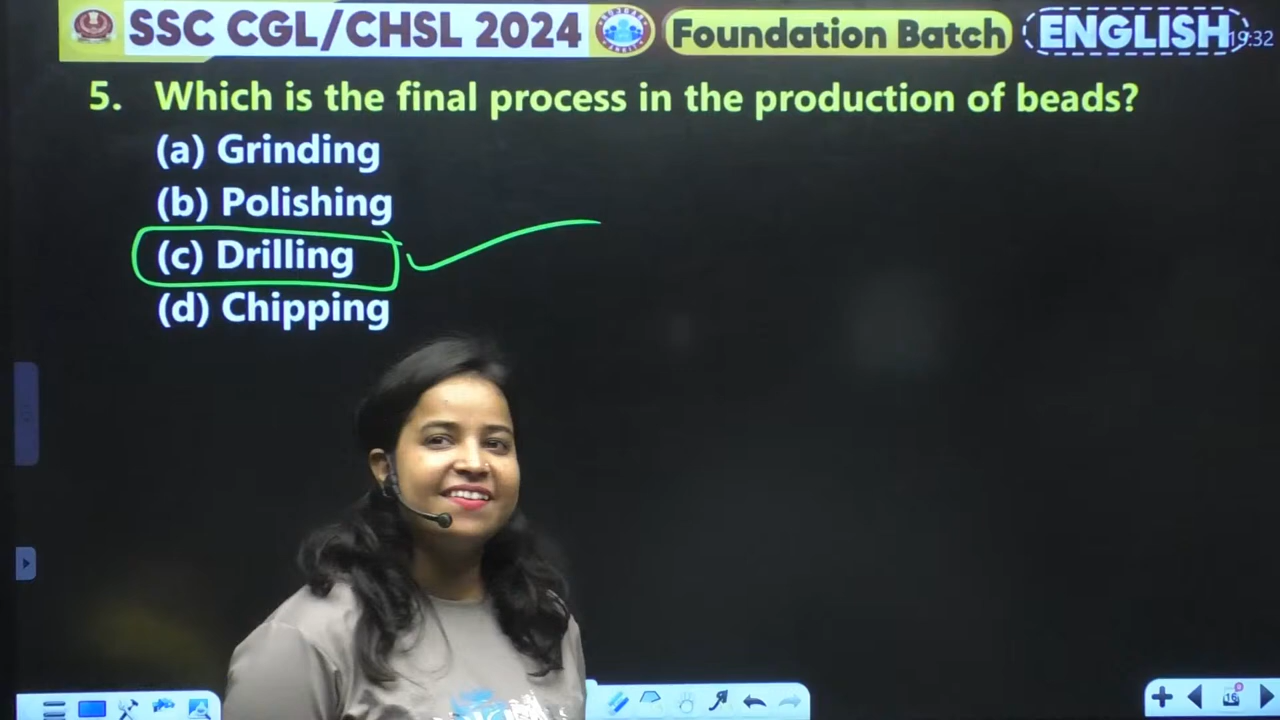 SSC CGL/CHSL 2024 Foundation Batch ENGLISH 19:32
5. Which is the final process in the production of beads?
(a) Grinding
(b) Polishing
(c) Drilling
(d) Chipping
16